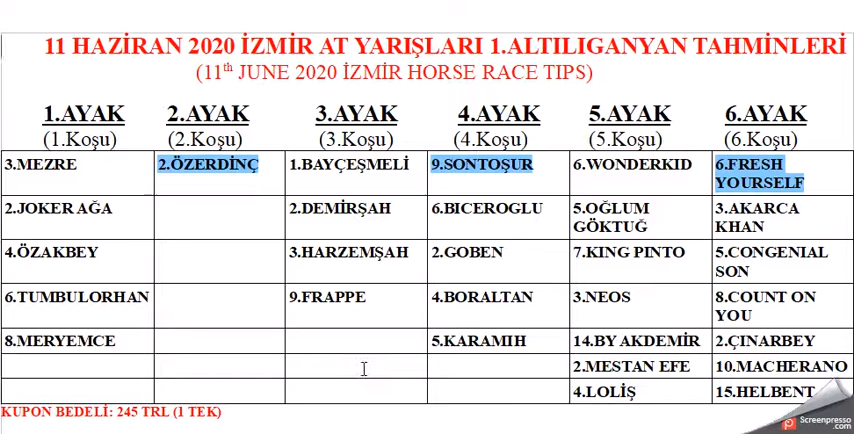 11 HAZİRAN 2020 İZMİR AT YARIŞLARI 1.ALTILIGANYAN TAHMİNLERİ
(11th JUNE 2020 İZMİR HORSE RACE TIPS)
1.AYAK 2.AYAK 3.AYAK 4.AYAK 5.AYAK 6.AYAK
(1.Koşu) (2.Koşu) (3.Koşu) (4.Koşu) (5.Koşu) (6.Koşu)
3.MEZRE 2.ÖZERDİNÇ 1.BAYÇEŞMELİ 9.SONTOŞUR 6.WONDERKID 6.FRESH
YOURSELF
2.JOKER AĞA 2.DEMİRŞAH 6.BICEROGLU 5.OĞLUM 3.AKARCA
GÖKTUĞ KHAN
4.ÖZAKBEY 3.HARZEMŞAH 2.GOBEN 7.KING PINTO 5.CONGENIAL
SON
6.TUMBULORHAN 9.FRAPPE 4.BORALTAN 3.NEOS 8.COUNT ON
YOU
8.MERYEMCE 5.KARAMIH 14.BY AKDEMİR 2.ÇINARBEY
2.MESTAN EFE 10.MACHERANO
4.LOLİŞ 15.HELBENT
KUPON BEDELİ: 245 TRL (1 TEK)
Screenpresso
.com